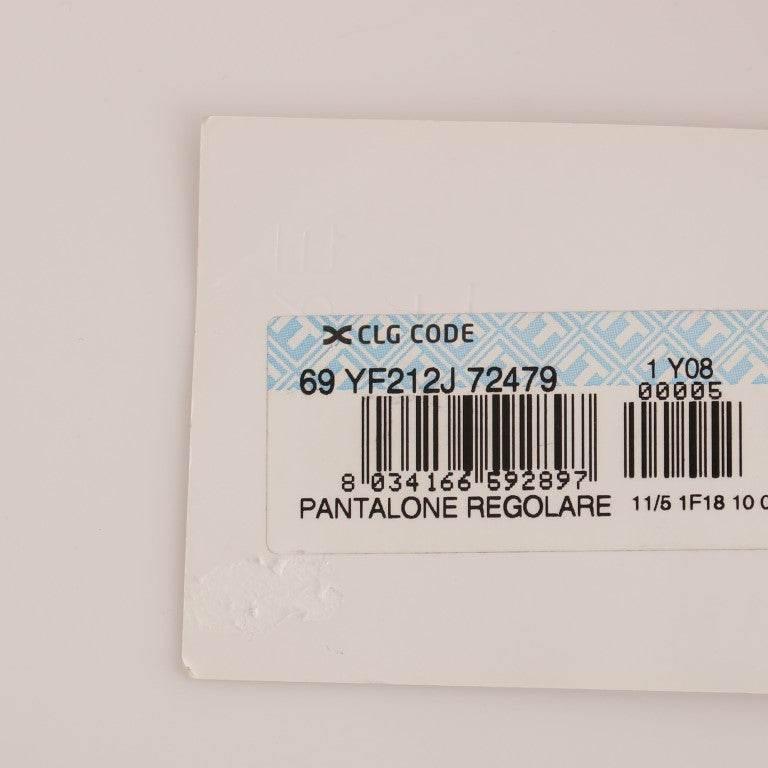 CLG CODE
69 YF212J 72479
1 Y08
00005
8 034166 592897
PANTALONE REGOLARE
11/5 1F18 10